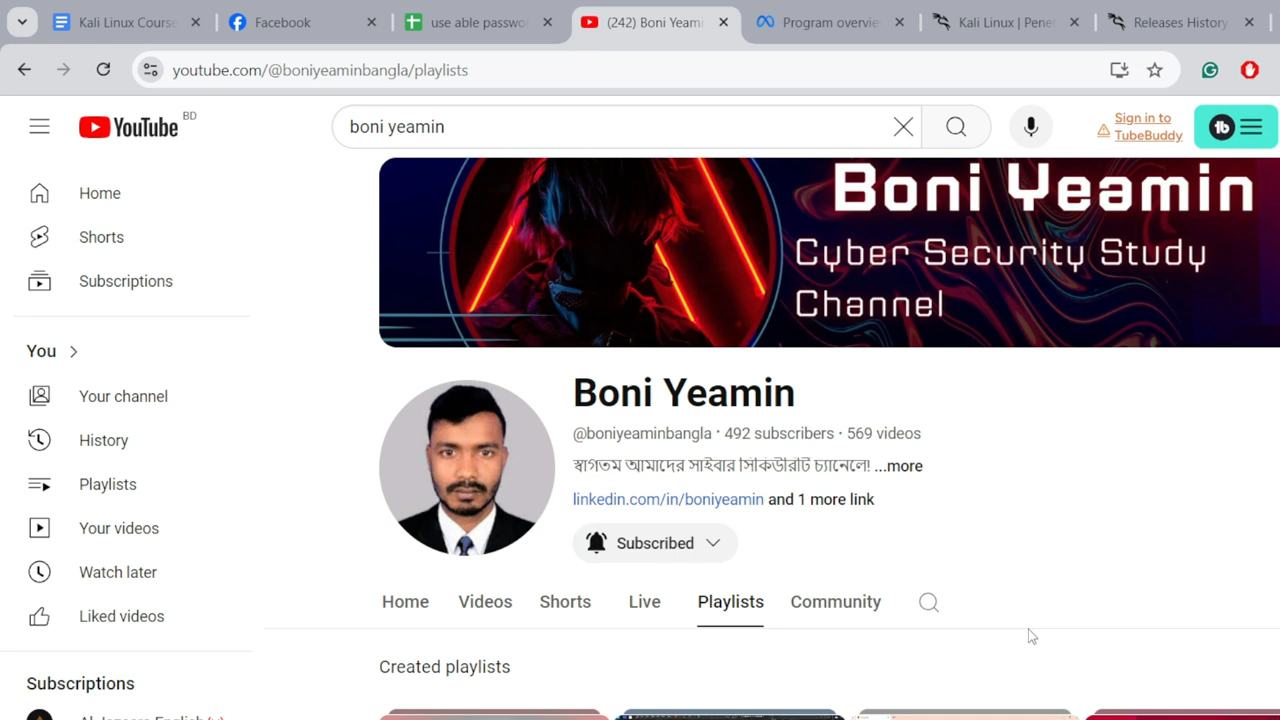 Kali Linux Course
Facebook
use able passwo
(242) Boni Yeami
Program overvie
Kali Linux | Pene
Releases History
youtube.com/@boniyeaminbangla/playlists
YouTube BD
boni yeamin
Sign in to
TubeBuddy
tb
Home
Shorts
Subscriptions
You
Your channel
History
Playlists
Your videos
Watch later
Liked videos
Subscriptions
Boni Yeamin
Cyber Security Study
Channel
Boni Yeamin
@boniyeaminbangla · 492 subscribers · 569 videos
স্বাগতম আমাদের সাইবার সিকিউরিটি চ্যানেলে! ...more
linkedin.com/in/boniyeamin and 1 more link
Subscribed
Home Videos Shorts Live Playlists Community
Created playlists